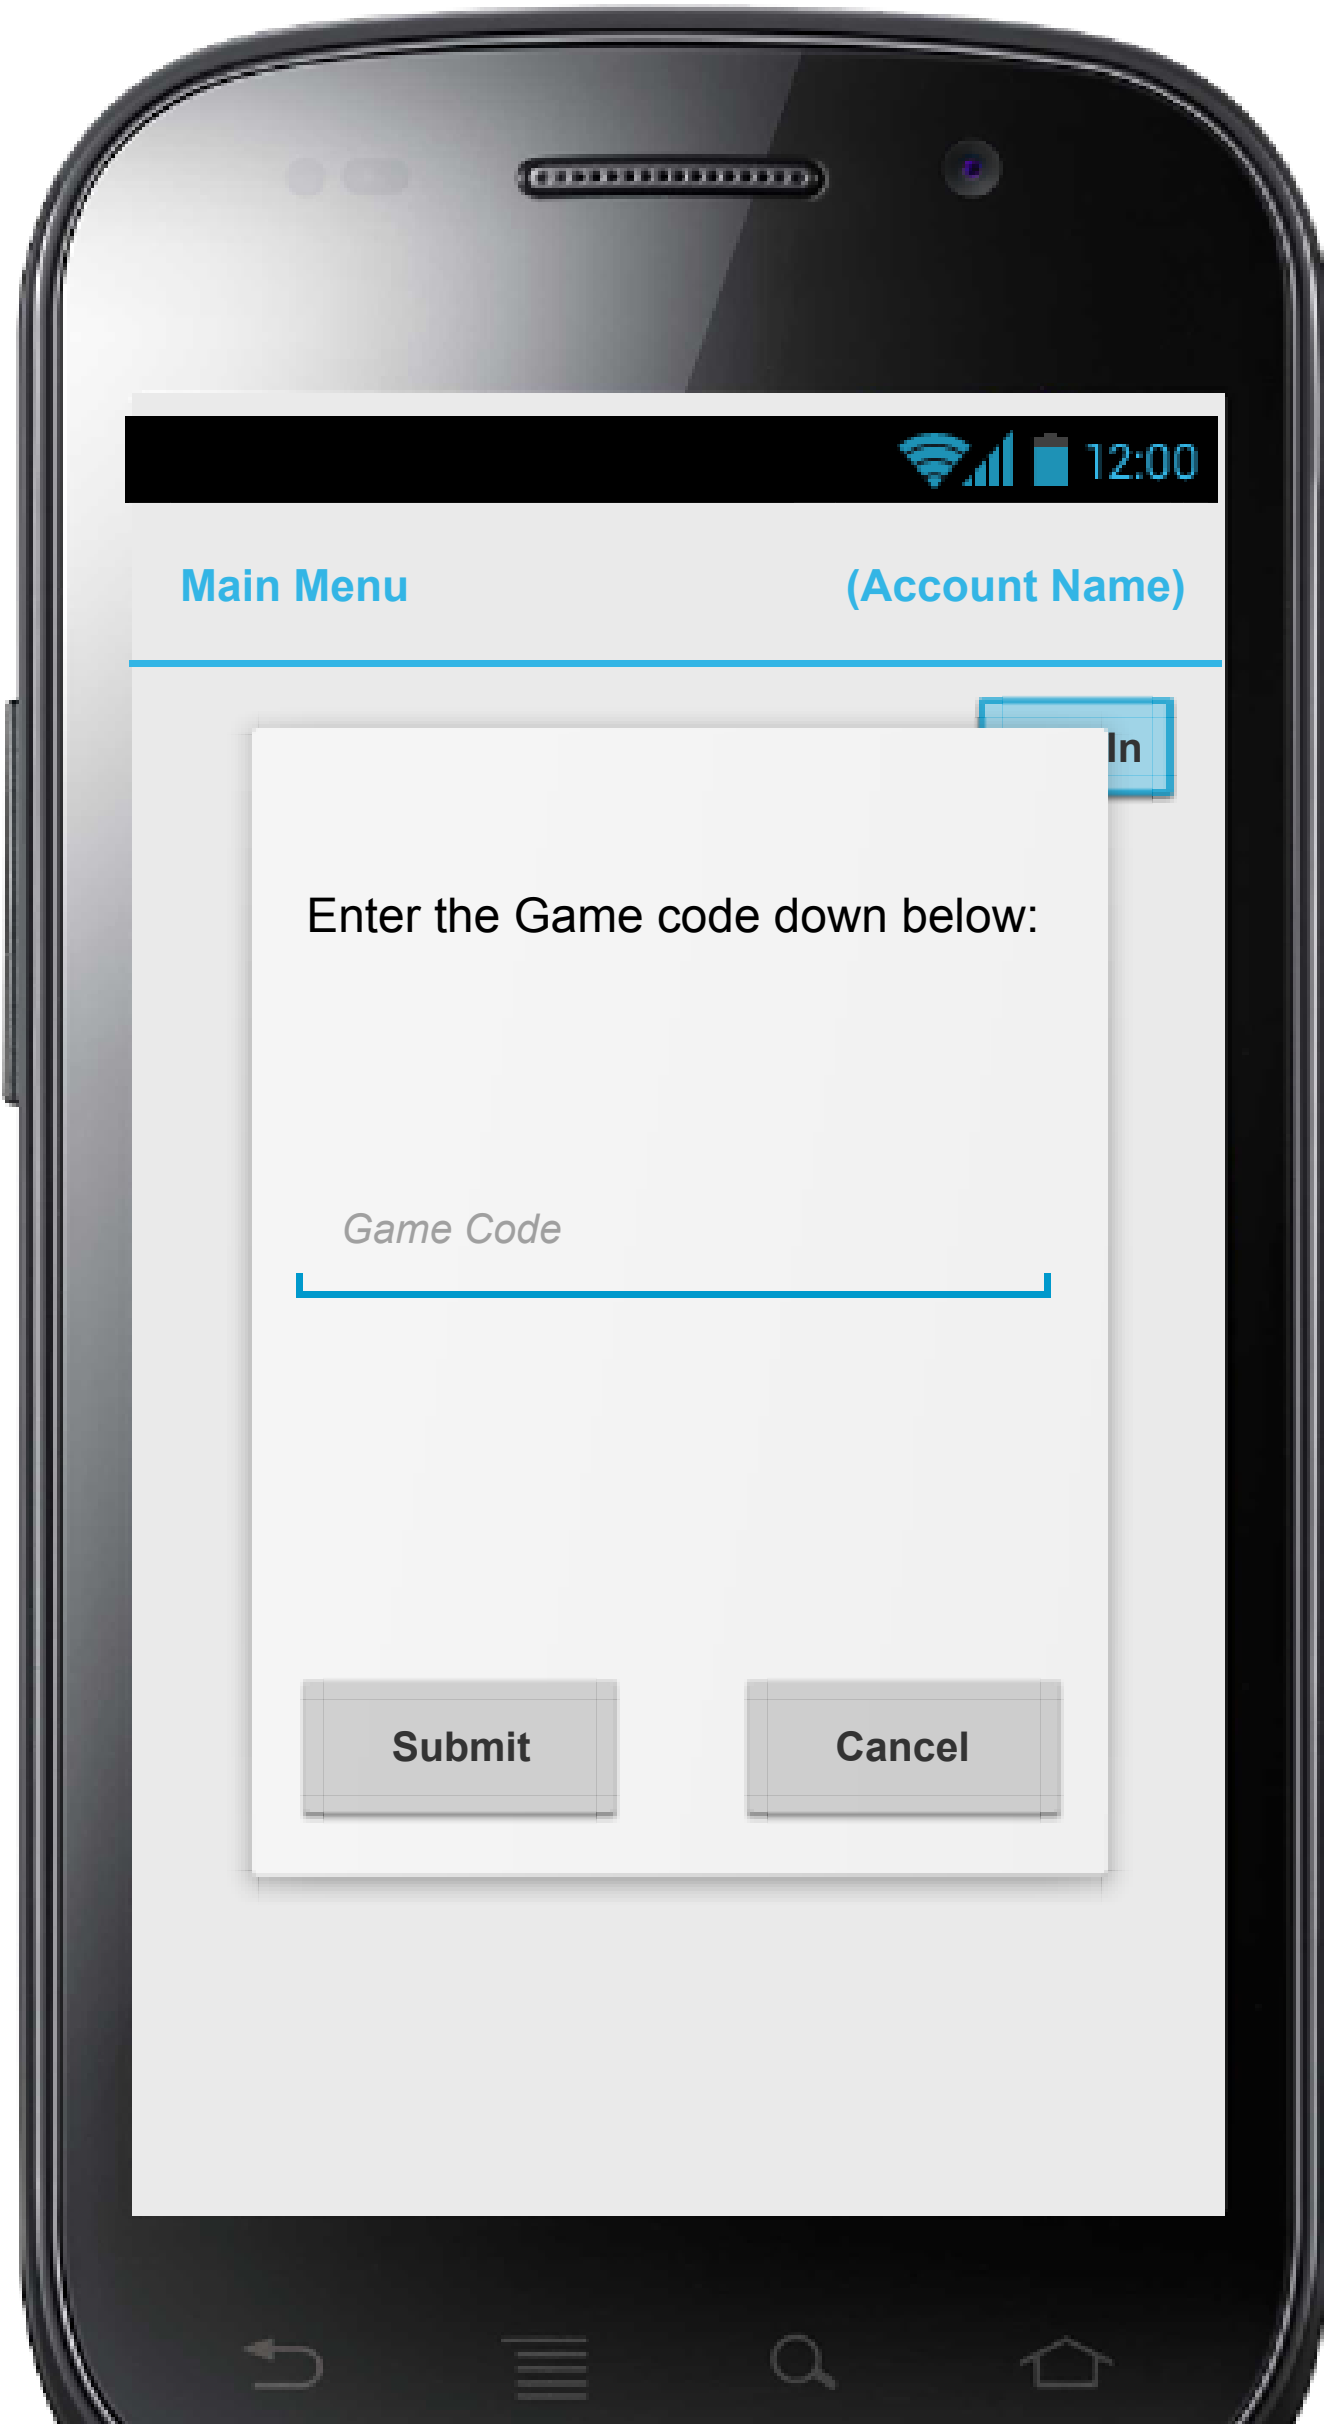 12:00
Main Menu (Account Name)
In
Enter the Game code down below:
Game Code
Submit Cancel